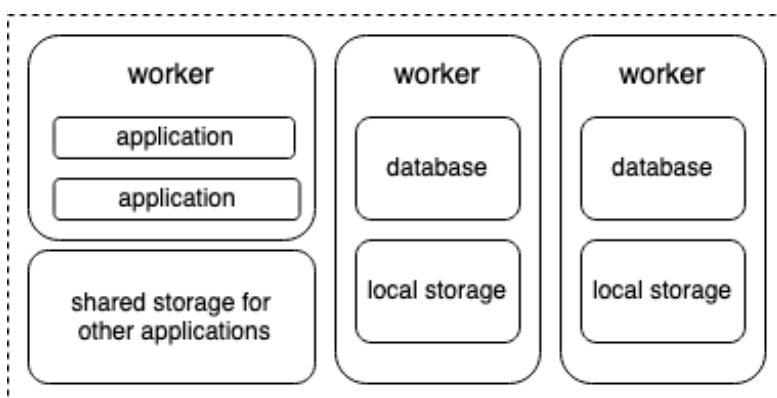 worker
application
application
shared storage for
other applications
worker
database
local storage
worker
database
local storage